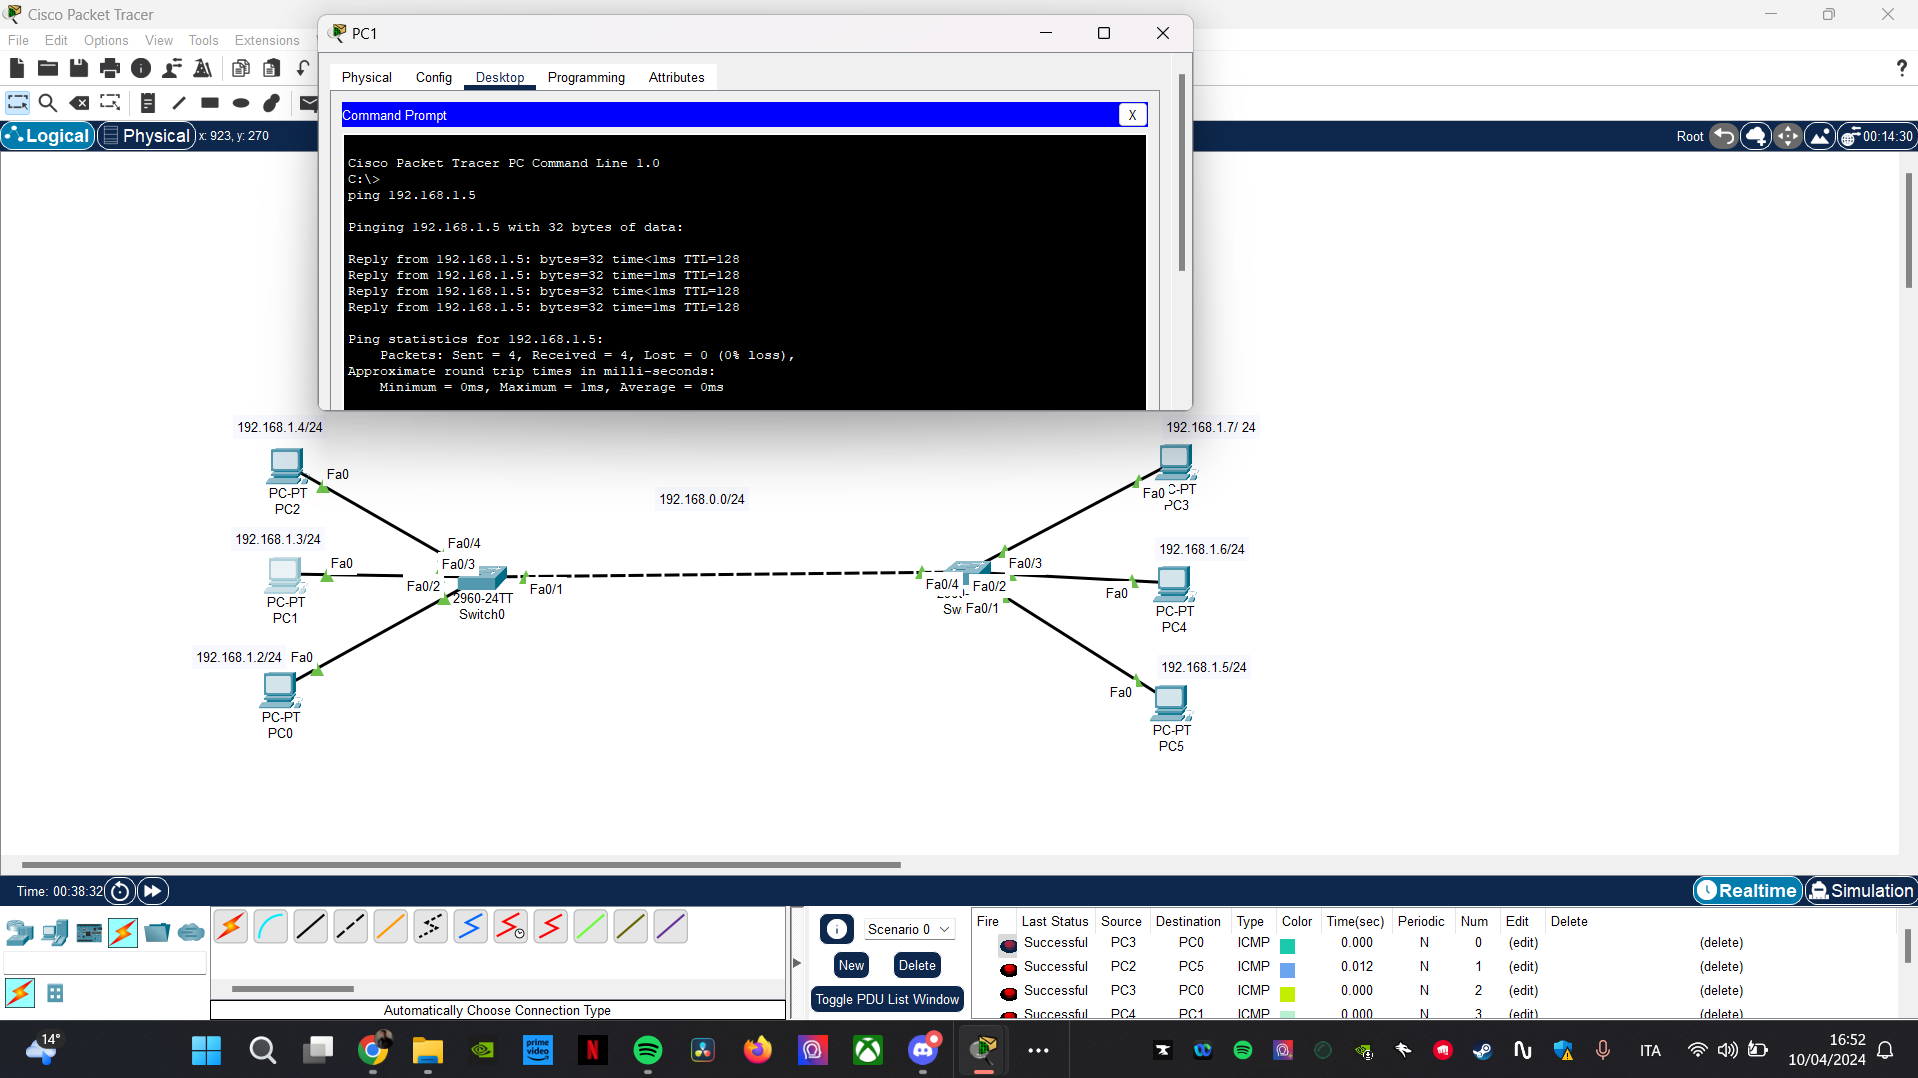 Cisco Packet Tracer
File Edit Options View Tools Extensions
PC1
Physical Config Desktop Programming Attributes
Command Prompt X
Cisco Packet Tracer PC Command Line 1.0
C:\>
ping 192.168.1.5
Pinging 192.168.1.5 with 32 bytes of data:
Reply from 192.168.1.5: bytes=32 time<1ms TTL=128
Reply from 192.168.1.5: bytes=32 time=1ms TTL=128
Reply from 192.168.1.5: bytes=32 time<1ms TTL=128
Reply from 192.168.1.5: bytes=32 time=1ms TTL=128
Ping statistics for 192.168.1.5:
Packets: Sent = 4, Received = 4, Lost = 0 (0% loss),
Approximate round trip times in milli-seconds:
Minimum = 0ms, Maximum = 1ms, Average = 0ms
Logical Physical x: 923, y: 270
Root 00:14:30
192.168.1.4/24
Fa0
PC-PT
PC2
192.168.1.3/24
Fa0
PC-PT
PC1
192.168.1.2/24 Fa0
PC-PT
PC0
Fa0/4
Fa0/3
Fa0/2
Fa0/1
2960-24TT
Switch0
192.168.0.0/24
Fa0/3
Fa0/4 Fa0/2
Sw Fa0/1
192.168.1.7/ 24
Fa0 C-PT
PC3
192.168.1.6/24
Fa0
PC-PT
PC4
192.168.1.5/24
Fa0
PC-PT
PC5
Time: 00:38:32
Realtime Simulation
Automatically Choose Connection Type
Scenario 0
New Delete
Toggle PDU List Window
Fire Last Status Source Destination Type Color Time(sec) Periodic Num Edit Delete
Successful PC3 PC0 ICMP 0.000 N 0 (edit) (delete)
Successful PC2 PC5 ICMP 0.012 N 1 (edit) (delete)
Successful PC3 PC0 ICMP 0.000 N 2 (edit) (delete)
Successful PC4 PC1 ICMP 0.000 N 3 (edit) (delete)
14°
prime video
N
ITA
16:52
10/04/2024